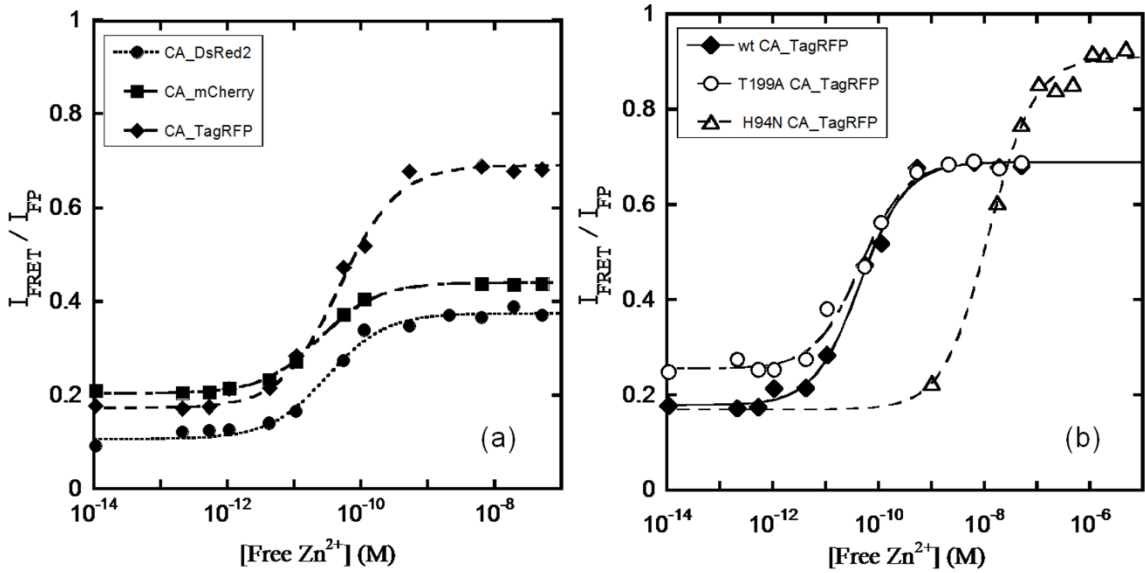 1
0.8
0.6
0.4
0.2
0
I_FRET / I_FP
CA_DsRed2
CA_mCherry
CA_TagRFP
(a)
10^-14 10^-12 10^-10 10^-8
[Free Zn^2+] (M)
1
0.8
0.6
0.4
0.2
0
I_FRET / I_FP
wt CA_TagRFP
T199A CA_TagRFP
H94N CA_TagRFP
(b)
10^-14 10^-12 10^-10 10^-8 10^-6
[Free Zn^2+] (M)